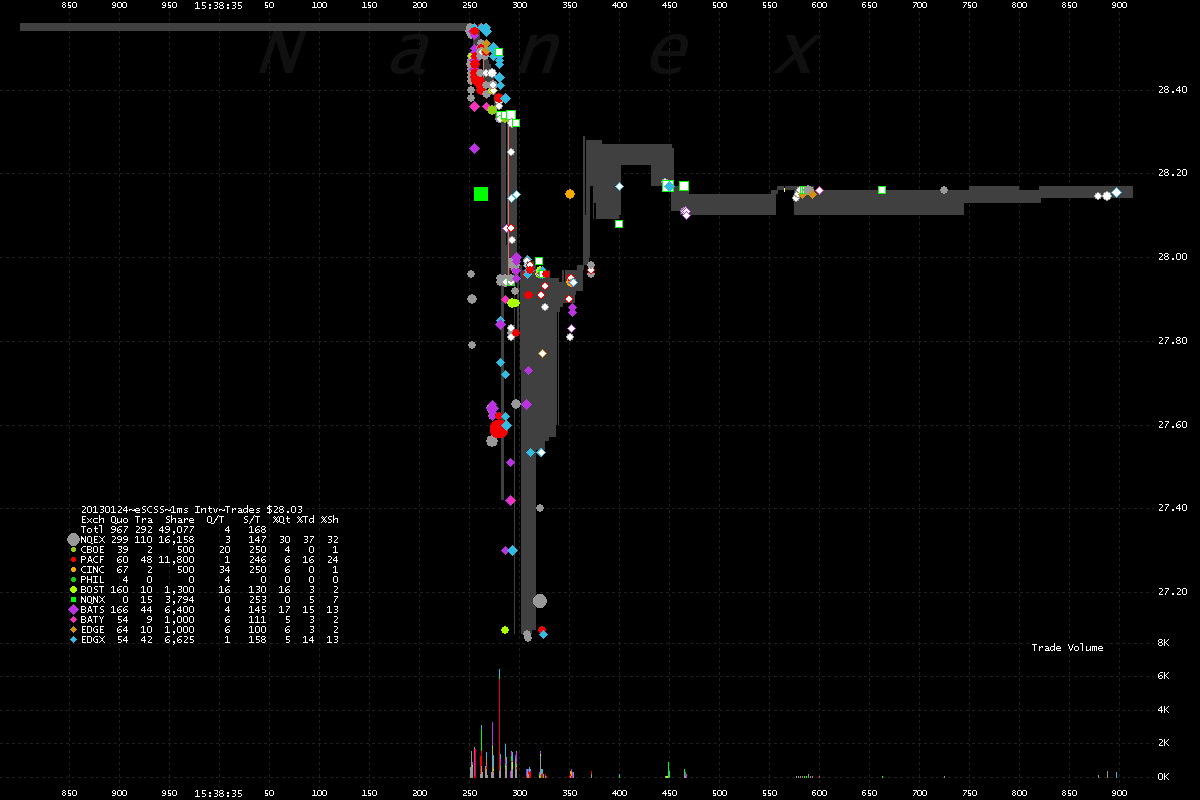 850 900 950 15:38:35 50 100 150 200 250 300 350 400 450 500 550 600 650 700 750 800 850 900
N a n e x
28.40
28.20
28.00
27.80
27.60
27.40
27.20
20130124~eSCSS~1ms Intv~Trades $28.03
Exch Quo Tra Share Q/T S/T %Qt %Td %Sh
Totl 967 292 49,077 4 168
NQEX 299 110 16,158 3 147 30 37 32
CBOE 39 2 500 20 250 4 0 1
PACF 60 48 11,800 1 246 6 16 24
CINC 67 2 500 34 250 6 0 1
PHIL 4 0 0 4 0 0 0 0
BOST 160 10 1,300 16 130 16 3 2
NQNX 0 15 3,794 0 253 0 5 7
BATS 166 44 6,400 4 145 17 15 13
BATY 54 9 1,000 6 111 5 3 2
EDGE 64 10 1,000 6 100 6 3 2
EDGX 54 42 6,625 1 158 5 14 13
8K
Trade Volume
6K
4K
2K
0K
850 900 950 15:38:35 50 100 150 200 250 300 350 400 450 500 550 600 650 700 750 800 850 900